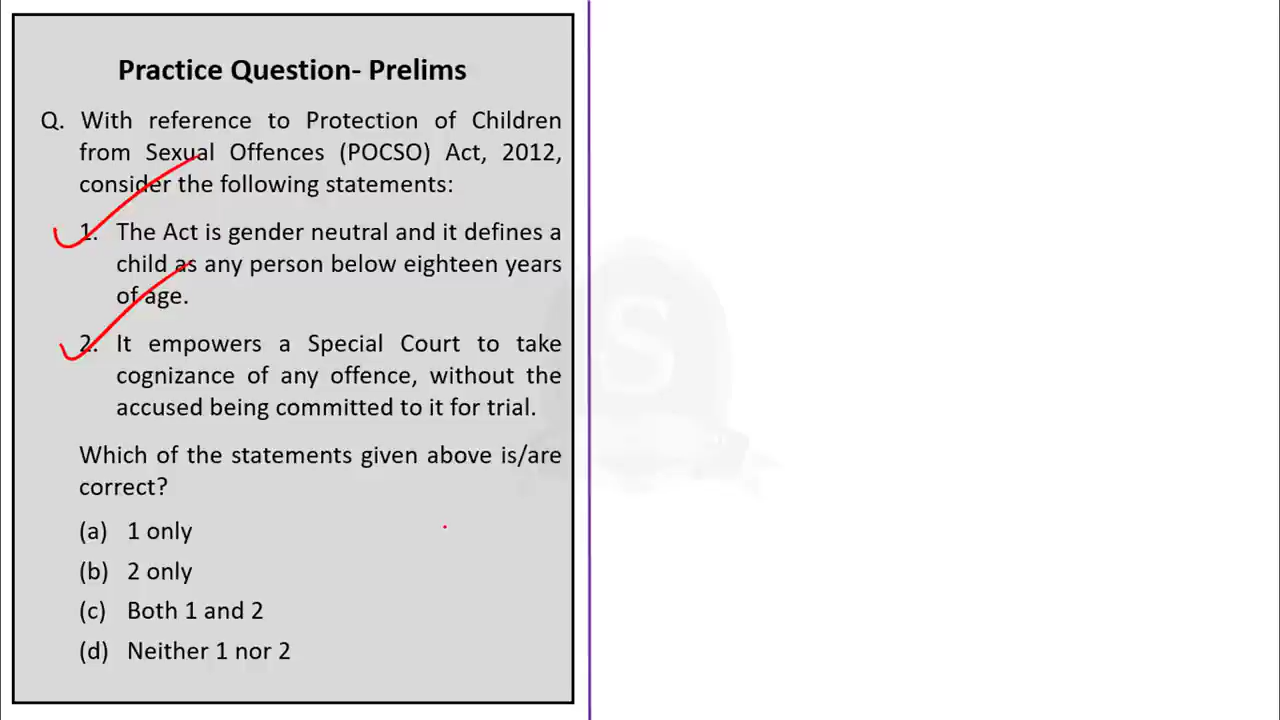 Practice Question- Prelims
Q. With reference to Protection of Children
from Sexual Offences (POCSO) Act, 2012,
consider the following statements:
1. The Act is gender neutral and it defines a
child as any person below eighteen years
of age.
2. It empowers a Special Court to take
cognizance of any offence, without the
accused being committed to it for trial.
Which of the statements given above is/are
correct?
(a) 1 only
(b) 2 only
(c) Both 1 and 2
(d) Neither 1 nor 2